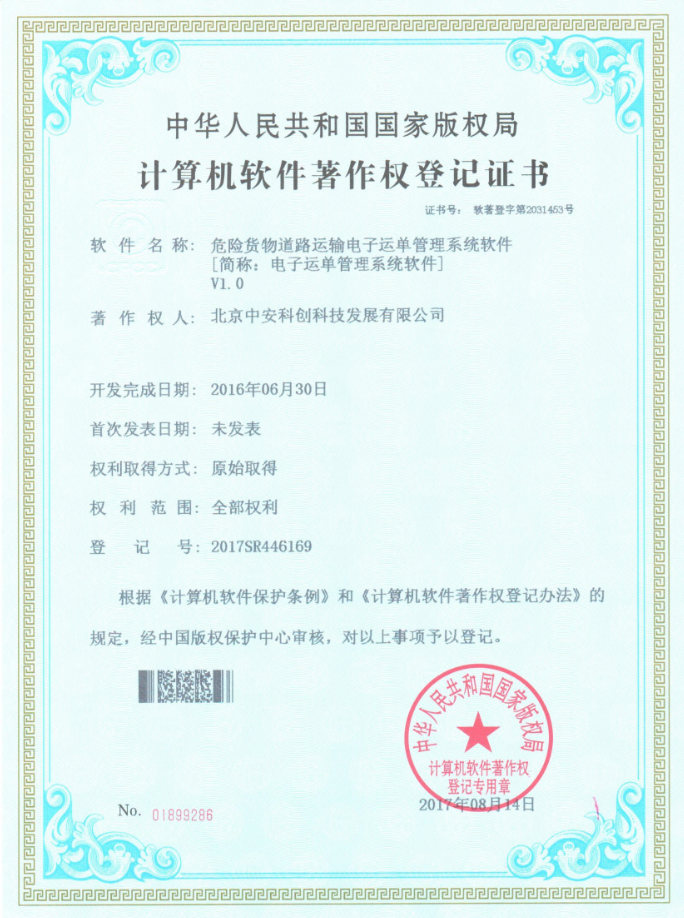 中华人民共和国国家版权局
计算机软件著作权登记证书
证书号： 软著登字第2031453号
软件名称： 危险货物道路运输电子运单管理系统软件
[简称：电子运单管理系统软件]
V1.0
著作权人： 北京中安科创科技发展有限公司
开发完成日期： 2016年06月30日
首次发表日期： 未发表
权利取得方式： 原始取得
权利范围： 全部权利
登记号： 2017SR446169
根据《计算机软件保护条例》和《计算机软件著作权登记办法》的
规定，经中国版权保护中心审核，对以上事项予以登记。
中华人民共和国国家版权局
计算机软件著作权
登记专用章
2017年08月14日
No. 01899286